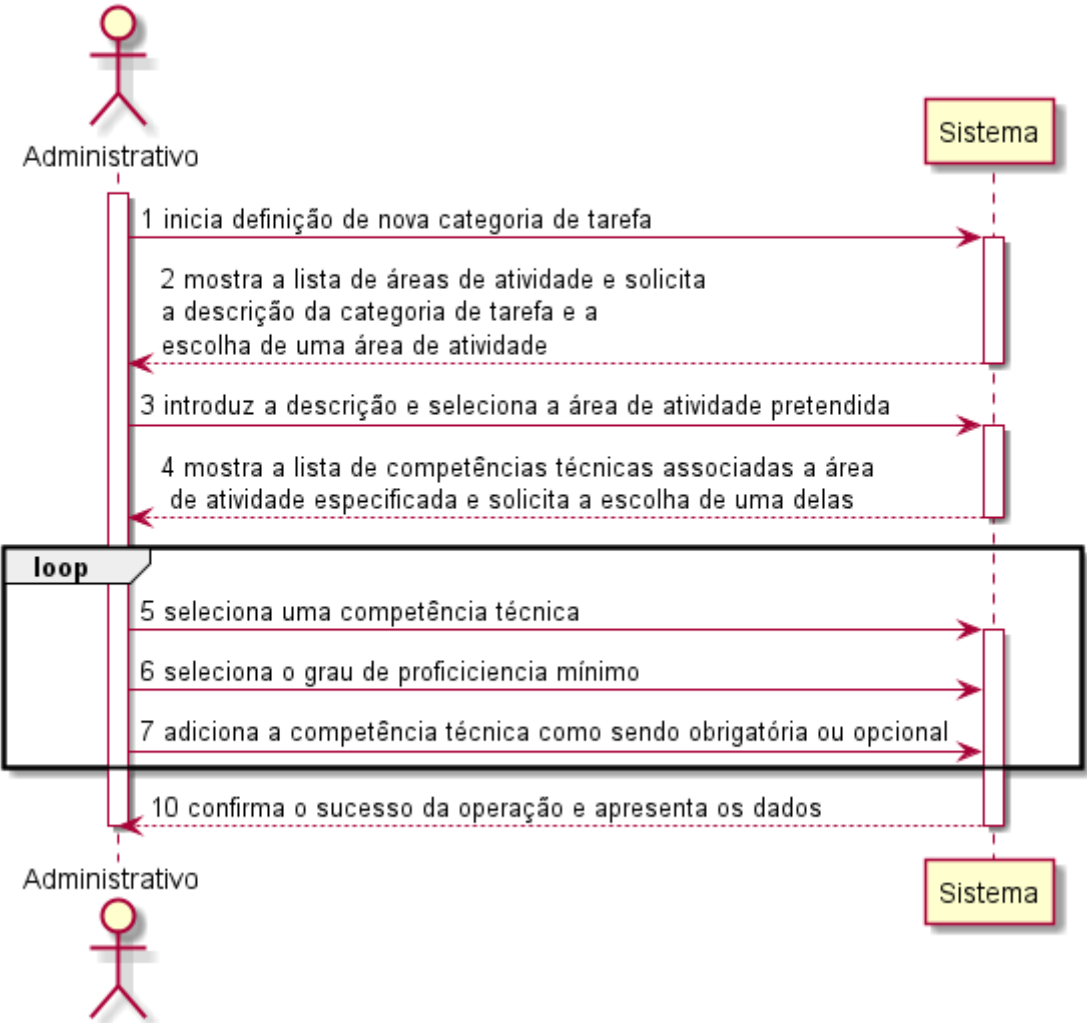 Administrativo
Sistema
1 inicia definição de nova categoria de tarefa
2 mostra a lista de áreas de atividade e solicita
a descrição da categoria de tarefa e a
escolha de uma área de atividade
3 introduz a descrição e seleciona a área de atividade pretendida
4 mostra a lista de competências técnicas associadas a área
de atividade especificada e solicita a escolha de uma delas
loop
5 seleciona uma competência técnica
6 seleciona o grau de proficiciencia mínimo
7 adiciona a competência técnica como sendo obrigatória ou opcional
10 confirma o sucesso da operação e apresenta os dados
Administrativo
Sistema